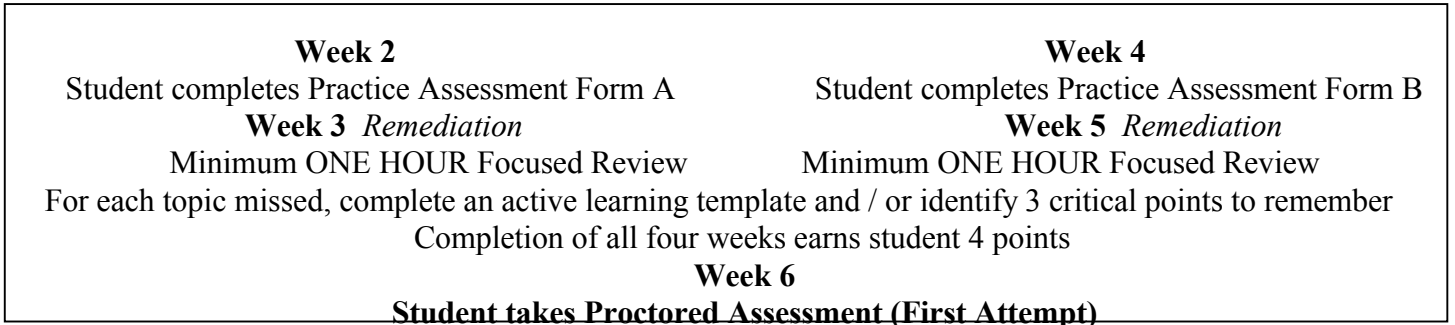 Week 2 Week 4
Student completes Practice Assessment Form A Student completes Practice Assessment Form B
Week 3 Remediation Week 5 Remediation
Minimum ONE HOUR Focused Review Minimum ONE HOUR Focused Review
For each topic missed, complete an active learning template and / or identify 3 critical points to remember
Completion of all four weeks earns student 4 points
Week 6
Student takes Proctored Assessment (First Attempt)